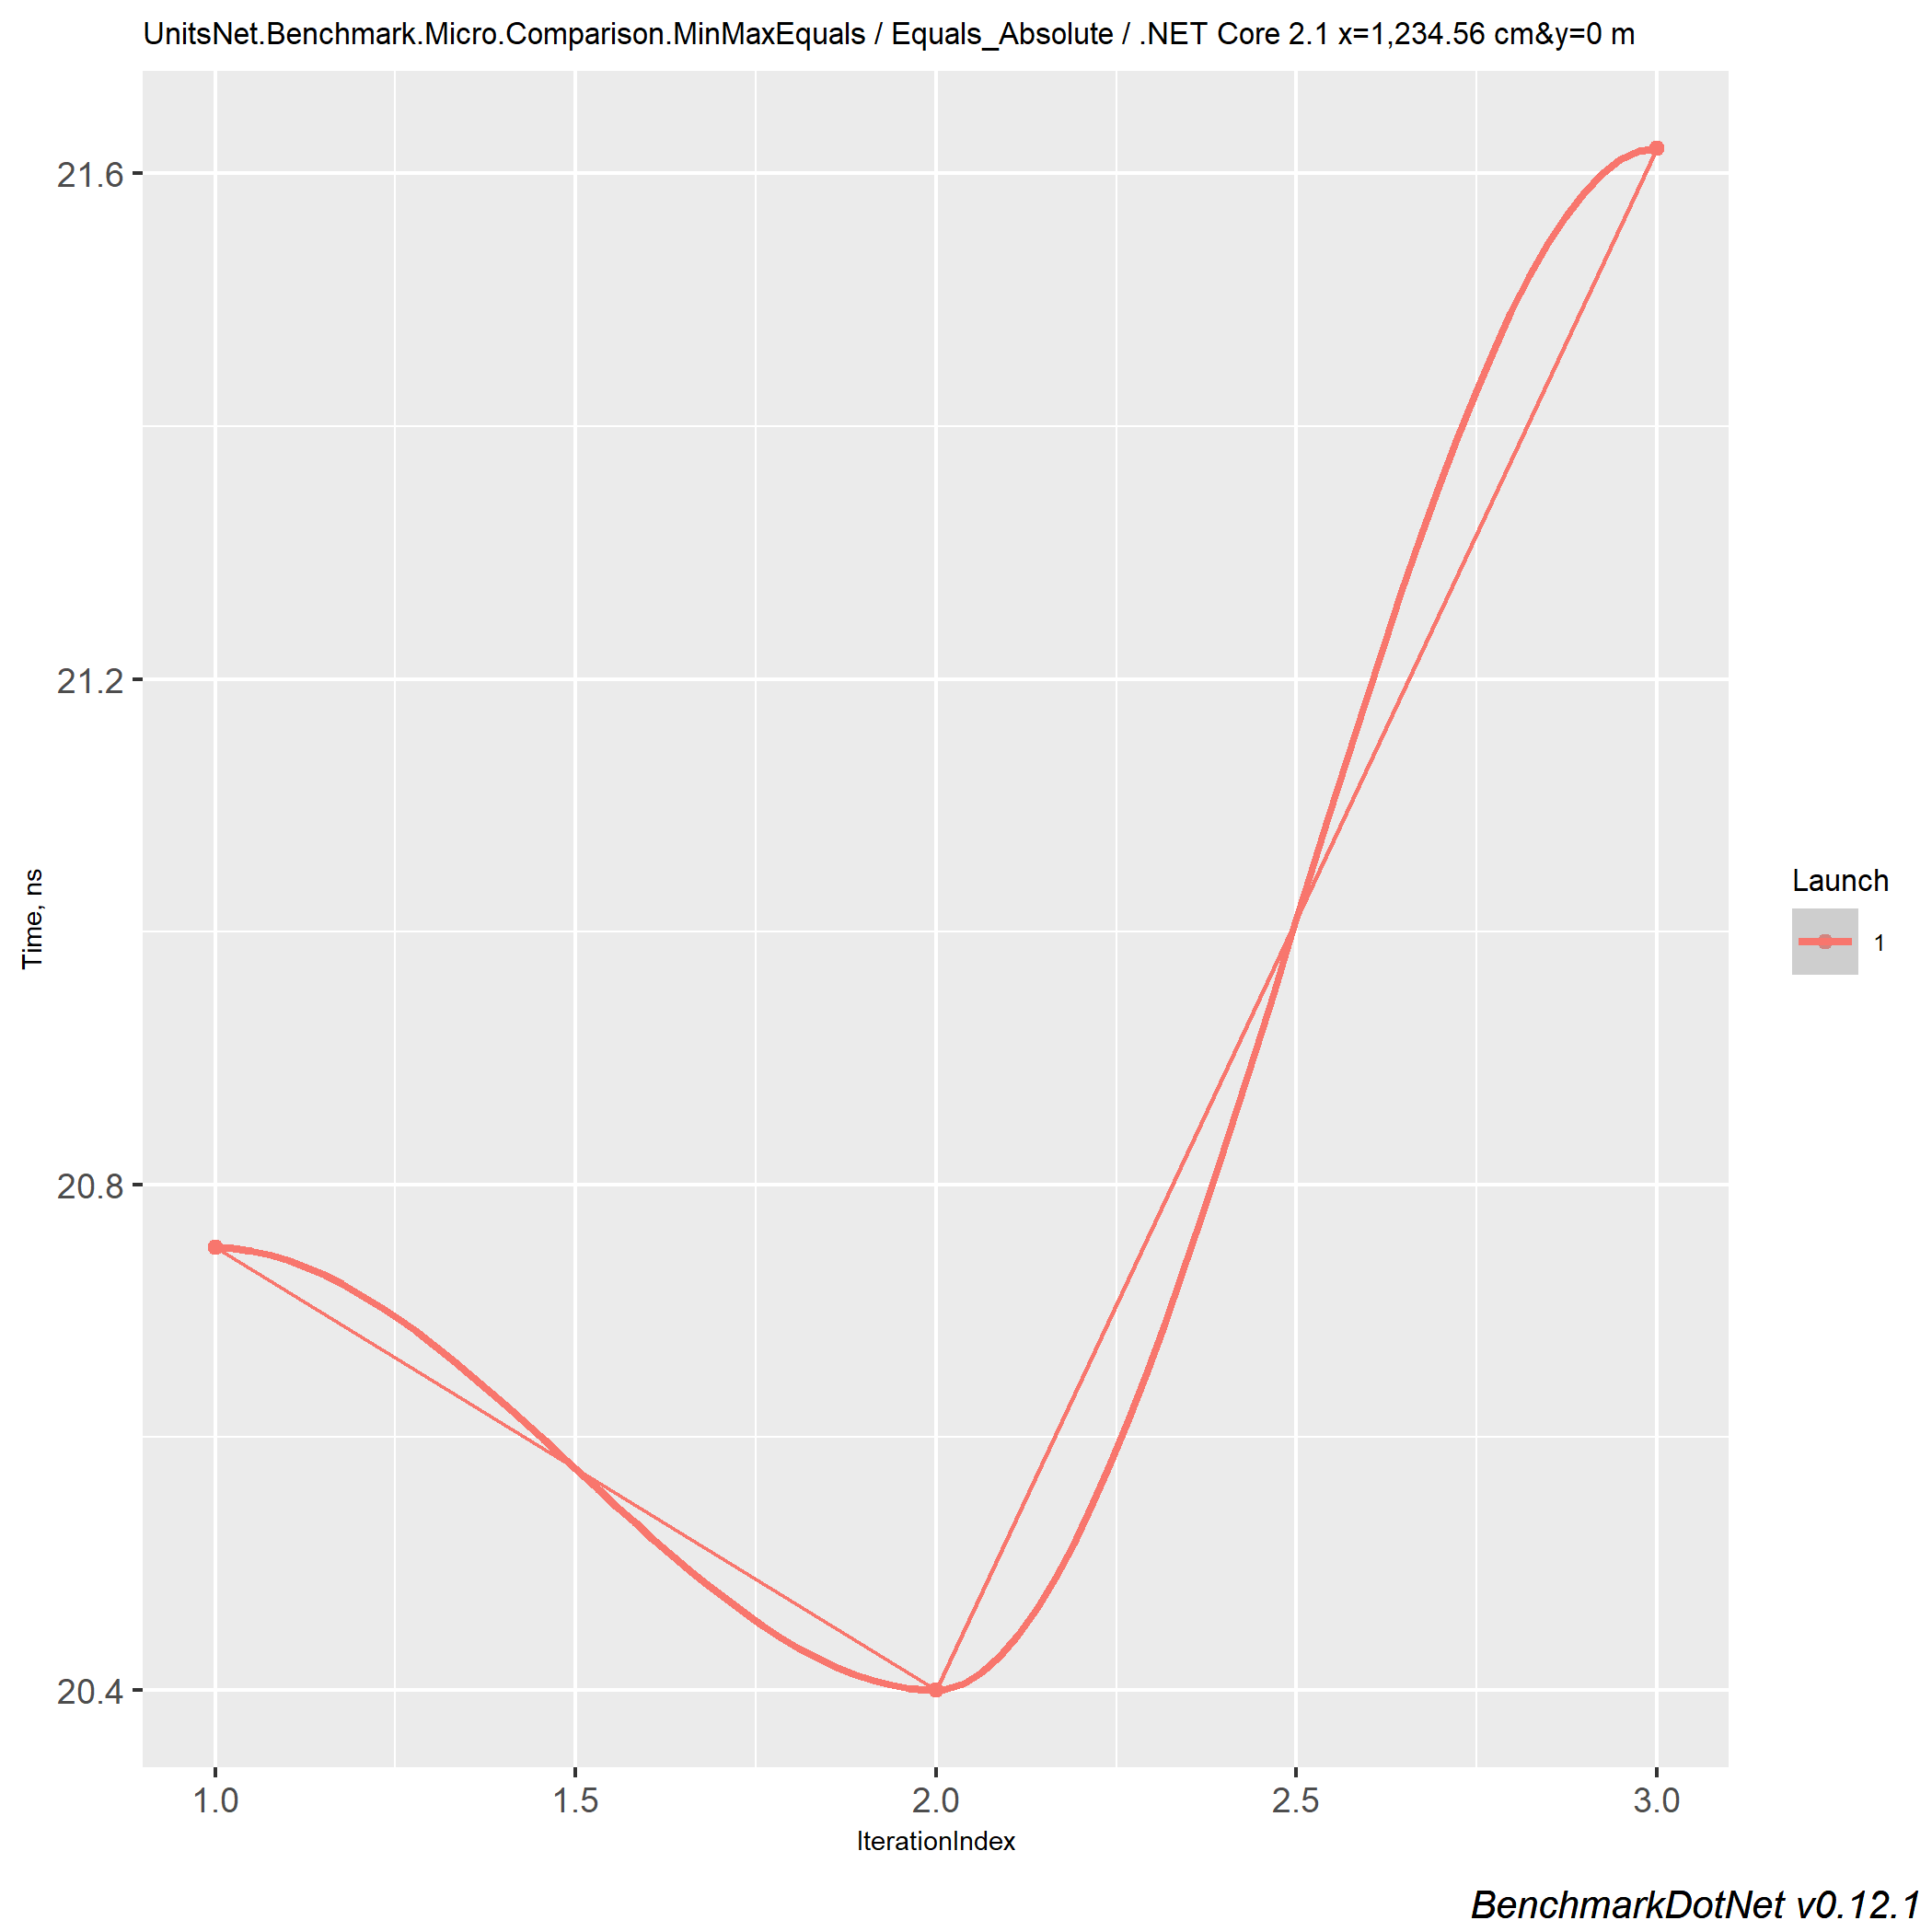 UnitsNet.Benchmark.Micro.Comparison.MinMaxEquals / Equals_Absolute / .NET Core 2.1 x=1,234.56 cm&y=0 m
21.6
21.2
20.8
20.4
Time, ns
1.0 1.5 2.0 2.5 3.0
IterationIndex
Launch
1
BenchmarkDotNet v0.12.1